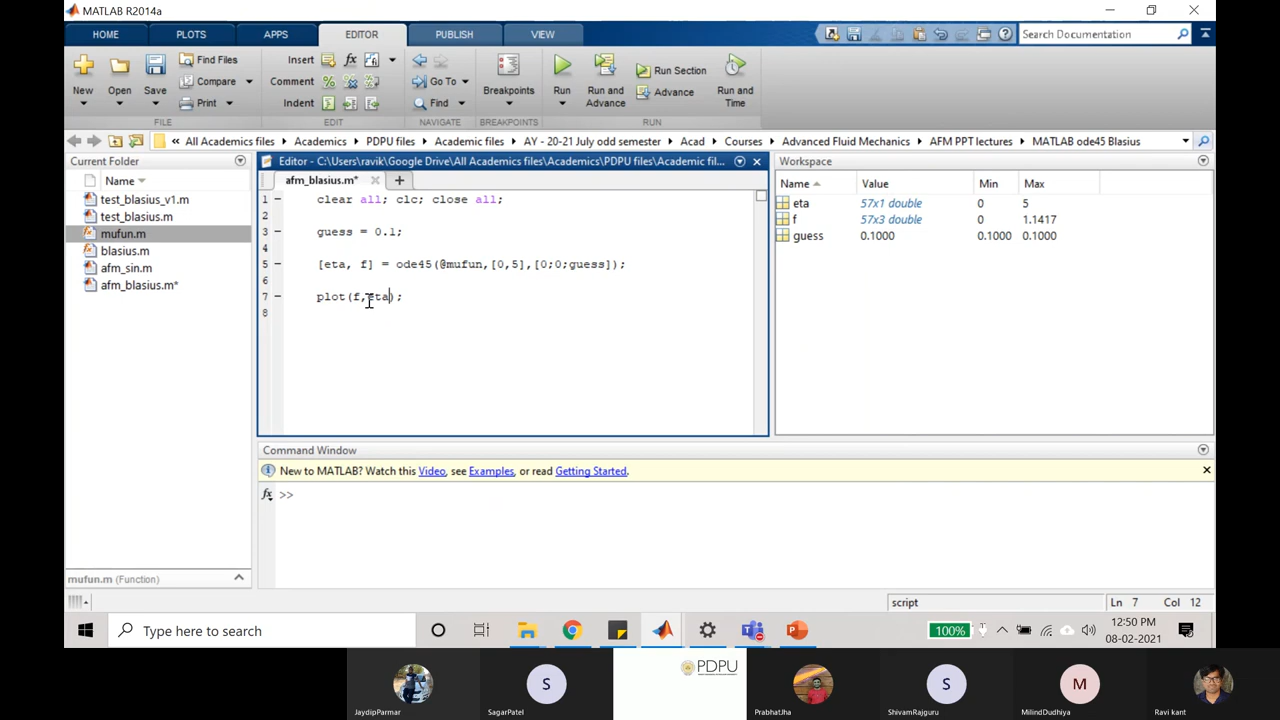 MATLAB R2014a
HOME PLOTS APPS EDITOR PUBLISH VIEW Search Documentation
New Open Save Find Files Compare Print
Insert Comment Indent
Go To Find
Breakpoints Run Run and Advance Run Section Advance Run and Time
FILE EDIT NAVIGATE BREAKPOINTS RUN
« All Academics files Academics PDPU files Academic files AY - 20-21 July odd semester Acad Courses Advanced Fluid Mechanics AFM PPT lectures MATLAB ode45 Blasius
Current Folder
Name
test_blasius_v1.m
test_blasius.m
mufun.m
blasius.m
afm_sin.m
afm_blasius.m*
mufun.m (Function)
Editor - C:\Users\ravik\Google Drive\All Academics files\Academics\PDPU files\Academic fil...
afm_blasius.m*
1 clear all; clc; close all;
2
3 guess = 0.1;
4
5 [eta, f] = ode45(@mufun,[0,5],[0;0;guess]);
6
7 plot(f,eta);
8
Workspace
Name Value Min Max
eta 57x1 double 0 5
f 57x3 double 0 1.1417
guess 0.1000 0.1000 0.1000
Command Window
New to MATLAB? Watch this Video, see Examples, or read Getting Started.
fx >>
script Ln 7 Col 12
Type here to search
100%
12:50 PM
08-02-2021
PDPU
JaydipParmar
S
SagarPatel
PrabhatJha
S
ShivamRajguru
M
MilindDudhiya
Ravi kant